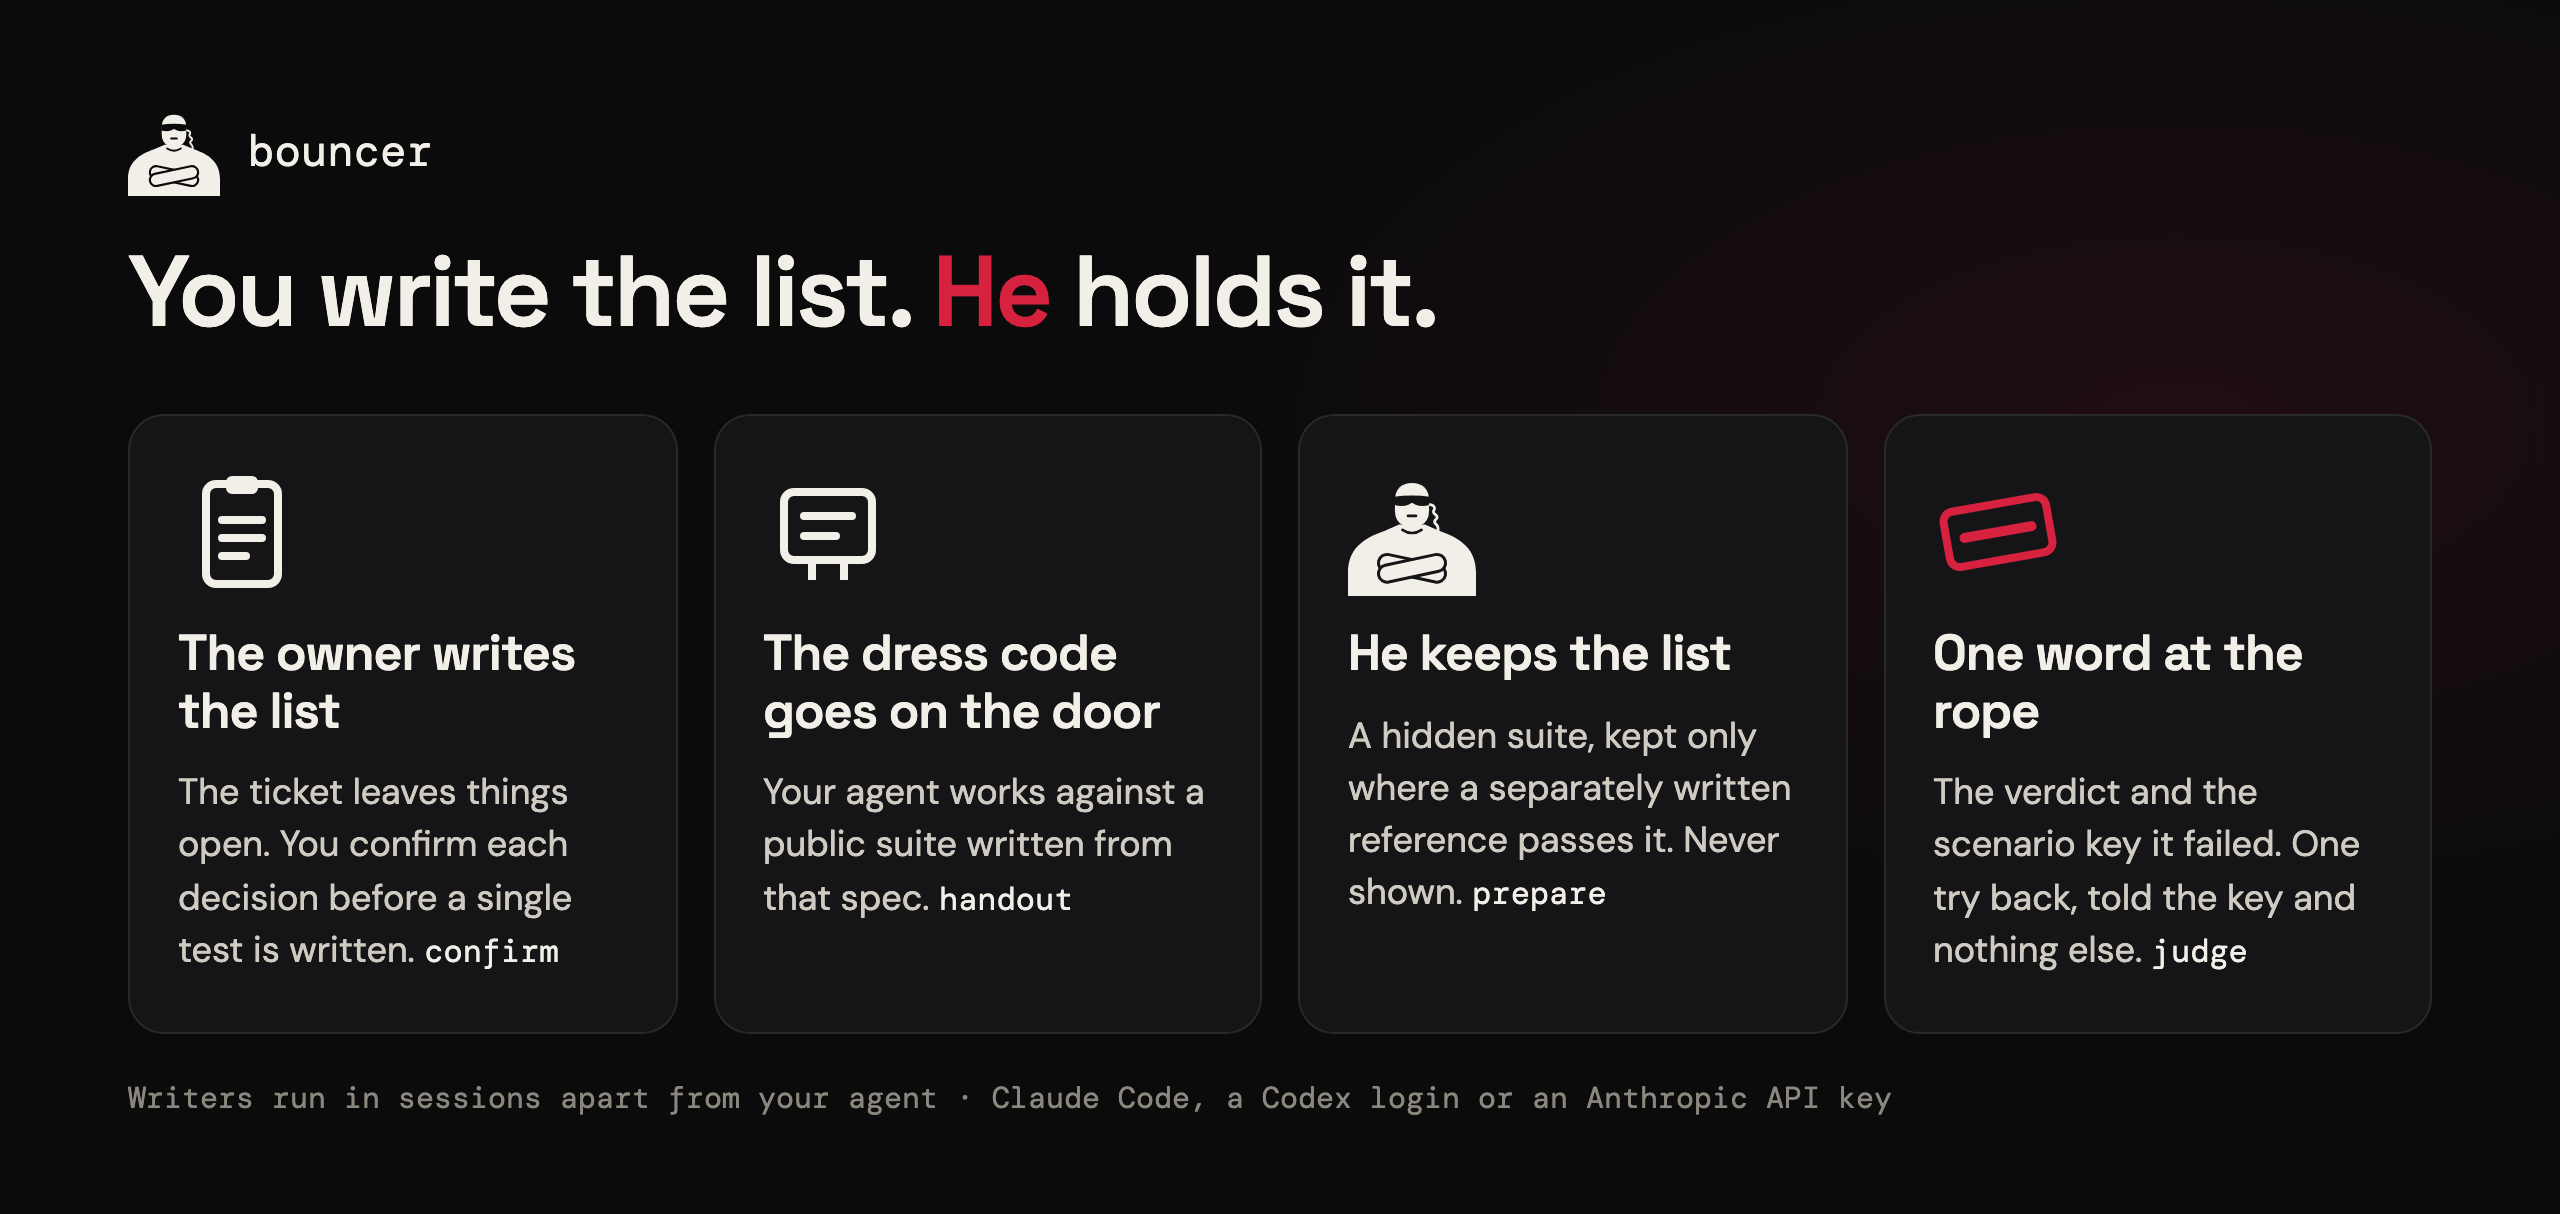 bouncer
You write the list. He holds it.
The owner writes
the list
The ticket leaves things
open. You confirm each
decision before a single
test is written. confirm
The dress code
goes on the door
Your agent works against a
public suite written from
that spec. handout
He keeps the list
A hidden suite, kept only
where a separately written
reference passes it. Never
shown. prepare
One word at the
rope
The verdict and the
scenario key it failed. One
try back, told the key and
nothing else. judge
Writers run in sessions apart from your agent · Claude Code, a Codex login or an Anthropic API key